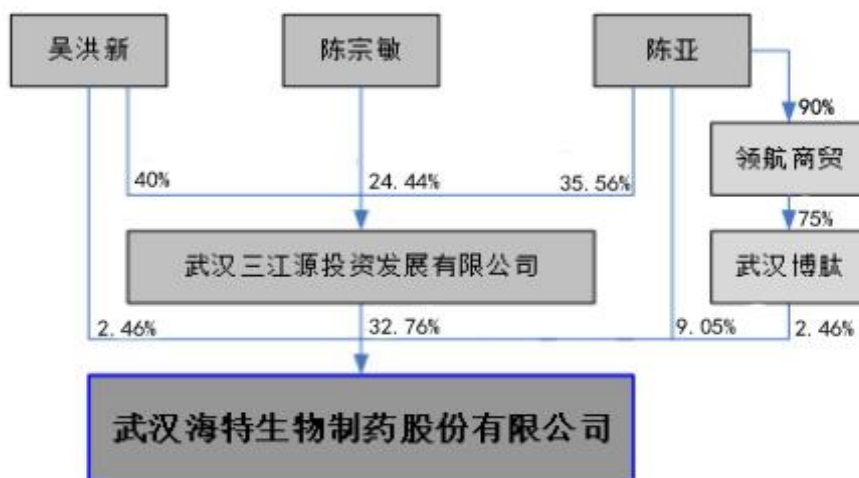 吴洪新
陈宗敏
陈亚
90%
领航商贸
40%
24.44%
35.56%
75%
武汉三江源投资发展有限公司
武汉博肽
2.46%
32.76%
9.05%
2.46%
武汉海特生物制药股份有限公司